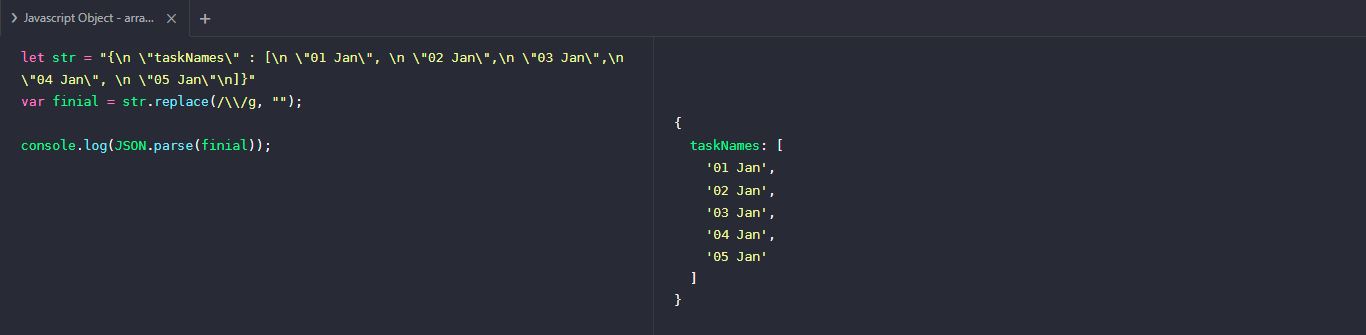 ❯ Javascript Object - arra... × +
let str = "{\n \"taskNames\" : [\n \"01 Jan\", \n \"02 Jan\",\n \"03 Jan\",\n
\"04 Jan\", \n \"05 Jan\"\n]}"
var finial = str.replace(/\\/g, "");
console.log(JSON.parse(finial));
{
taskNames: [
'01 Jan',
'02 Jan',
'03 Jan',
'04 Jan',
'05 Jan'
]
}